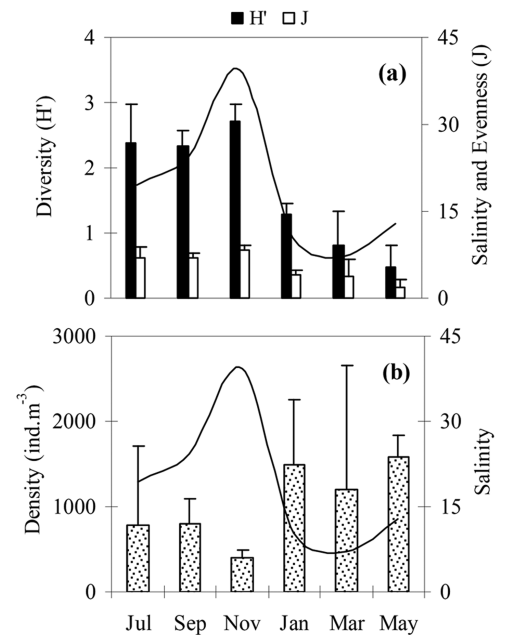 H' J
(a)
Diversity (H')
4
3
2
1
0
45
30
15
0
Salinity and Evenness (J)
(b)
Density (ind.m⁻³)
3000
2000
1000
0
45
30
15
0
Salinity
Jul Sep Nov Jan Mar May